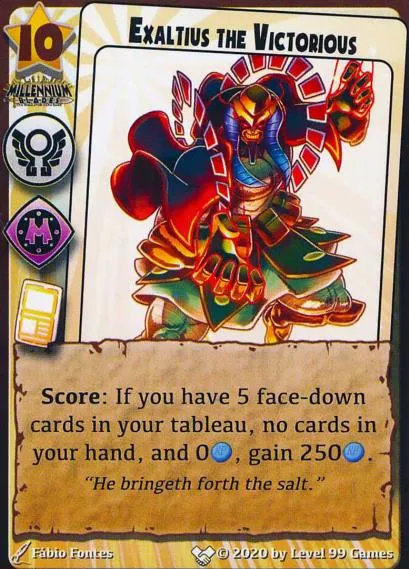 10
EXALTIUS THE VICTORIOUS
MILLENNIUM
BLADES
M
Score: If you have 5 face-down
cards in your tableau, no cards in
your hand, and 0, gain 250.
"He bringeth forth the salt."
Fábio Fontes
© 2020 by Level 99 Games